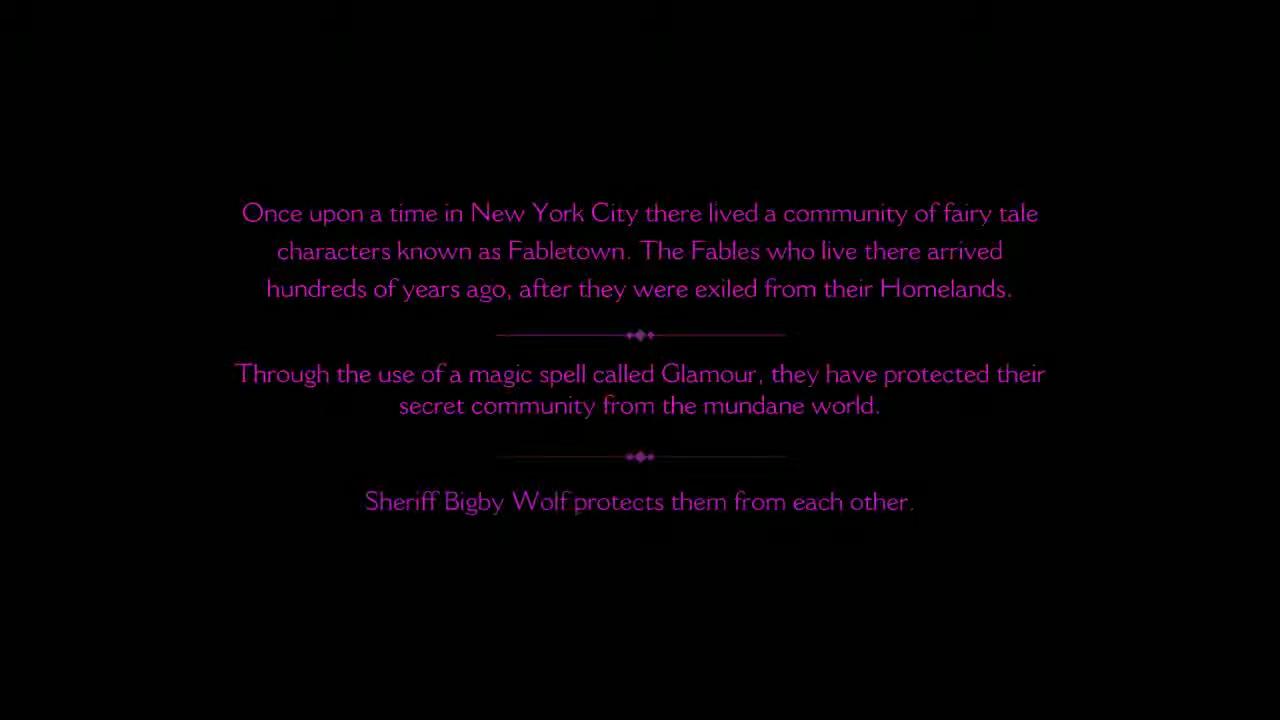 Once upon a time in New York City there lived a community of fairy tale
characters known as Fabletown. The Fables who live there arrived
hundreds of years ago, after they were exiled from their Homelands.
Through the use of a magic spell called Glamour, they have protected their
secret community from the mundane world.
Sheriff Bigby Wolf protects them from each other.